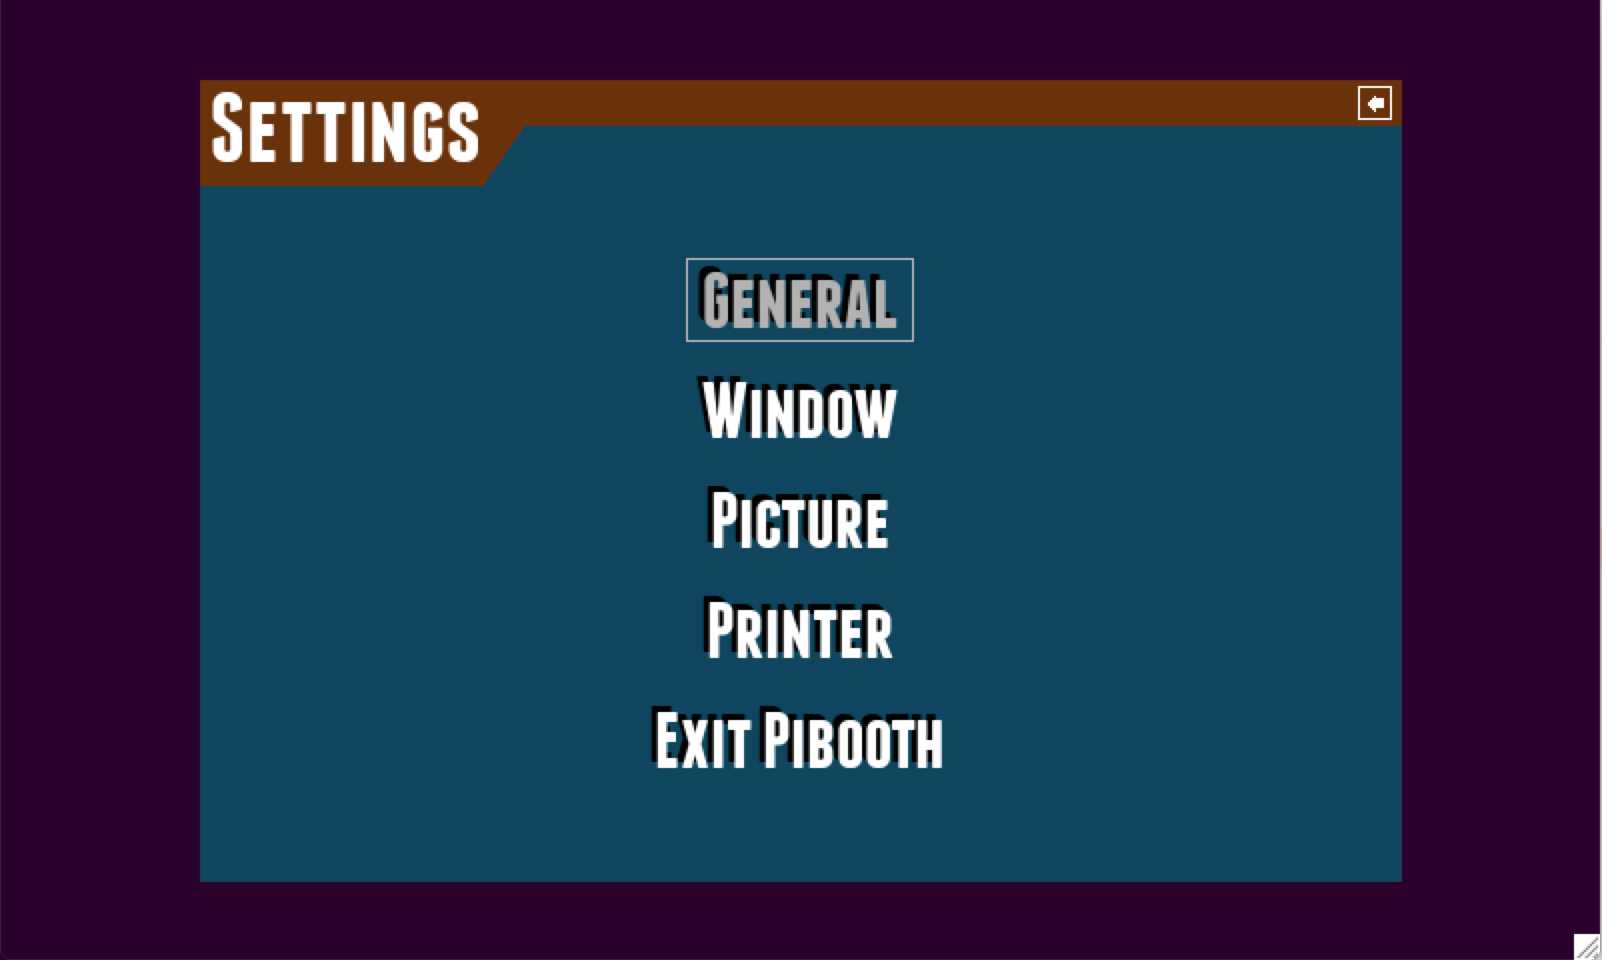 Settings
General
Window
Picture
Printer
Exit Pibooth